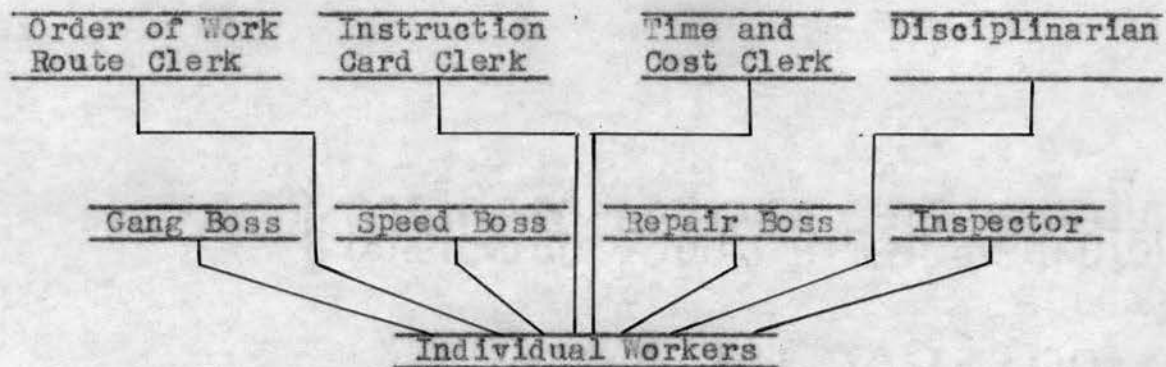 Order of Work
Route Clerk
Instruction
Card Clerk
Time and
Cost Clerk
Disciplinarian
Gang Boss
Speed Boss
Repair Boss
Inspector
Individual Workers